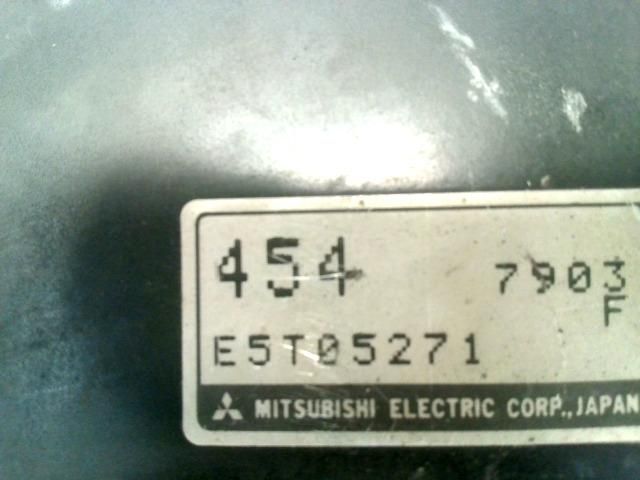 454 7903
F
E5T05271
MITSUBISHI ELECTRIC CORP., JAPAN